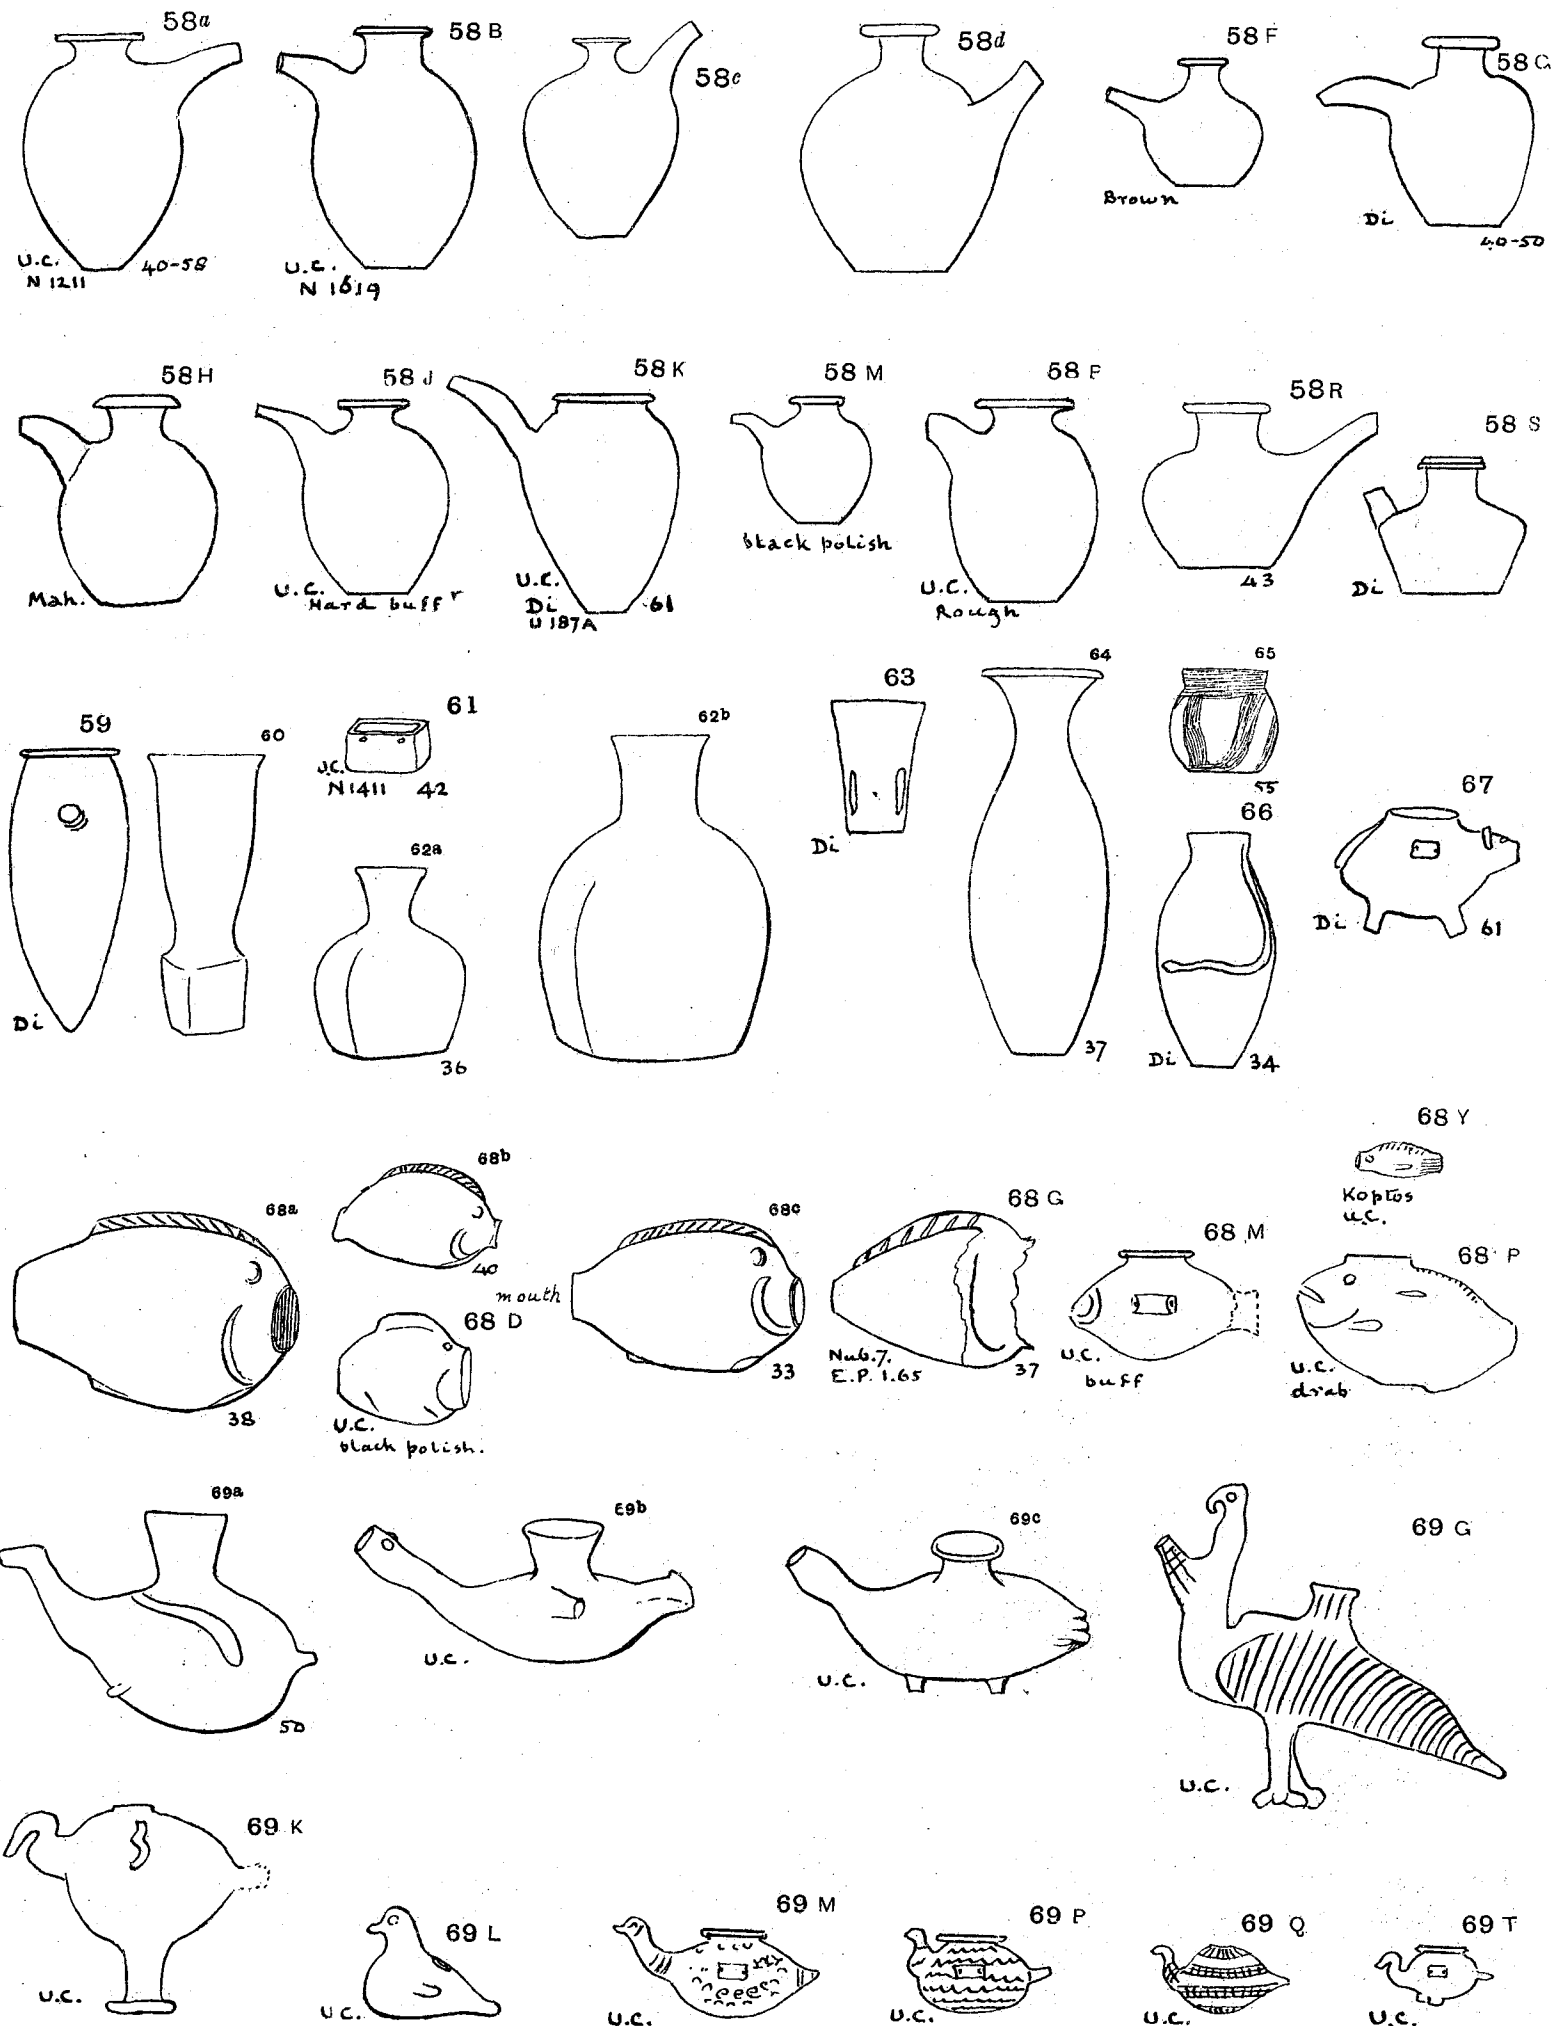 58a
58 B
58c
58d
58 F
58 G
U.C.
N 1211
40-58
U.C.
N 1619
Brown
Di
40-50
58 H
58 J
58 K
58 M
58 P
58 R
58 S
Mah.
U.C.
Hard buff
U.C.
Di
U 187A
61
black polish
U.C.
Rough
43
Di
59
60
61
62b
63
64
65
U.C.
N1411 42
55
62a
66
67
Di
36
Di
37
Di 34
Di 61
68a
68b
68c
68 G
68 M
68 Y
Koptos
U.C.
68 P
40
mouth
68 D
38
U.C.
black polish.
33
Nub.7.
E.P. 1.65
37
U.C.
buff
U.C.
drab
69a
69b
69c
69 G
50
U.C.
U.C.
U.C.
69 K
69 L
69 M
69 P
69 Q
69 T
U.C.
U.C.
U.C.
U.C.
U.C.
U.C.